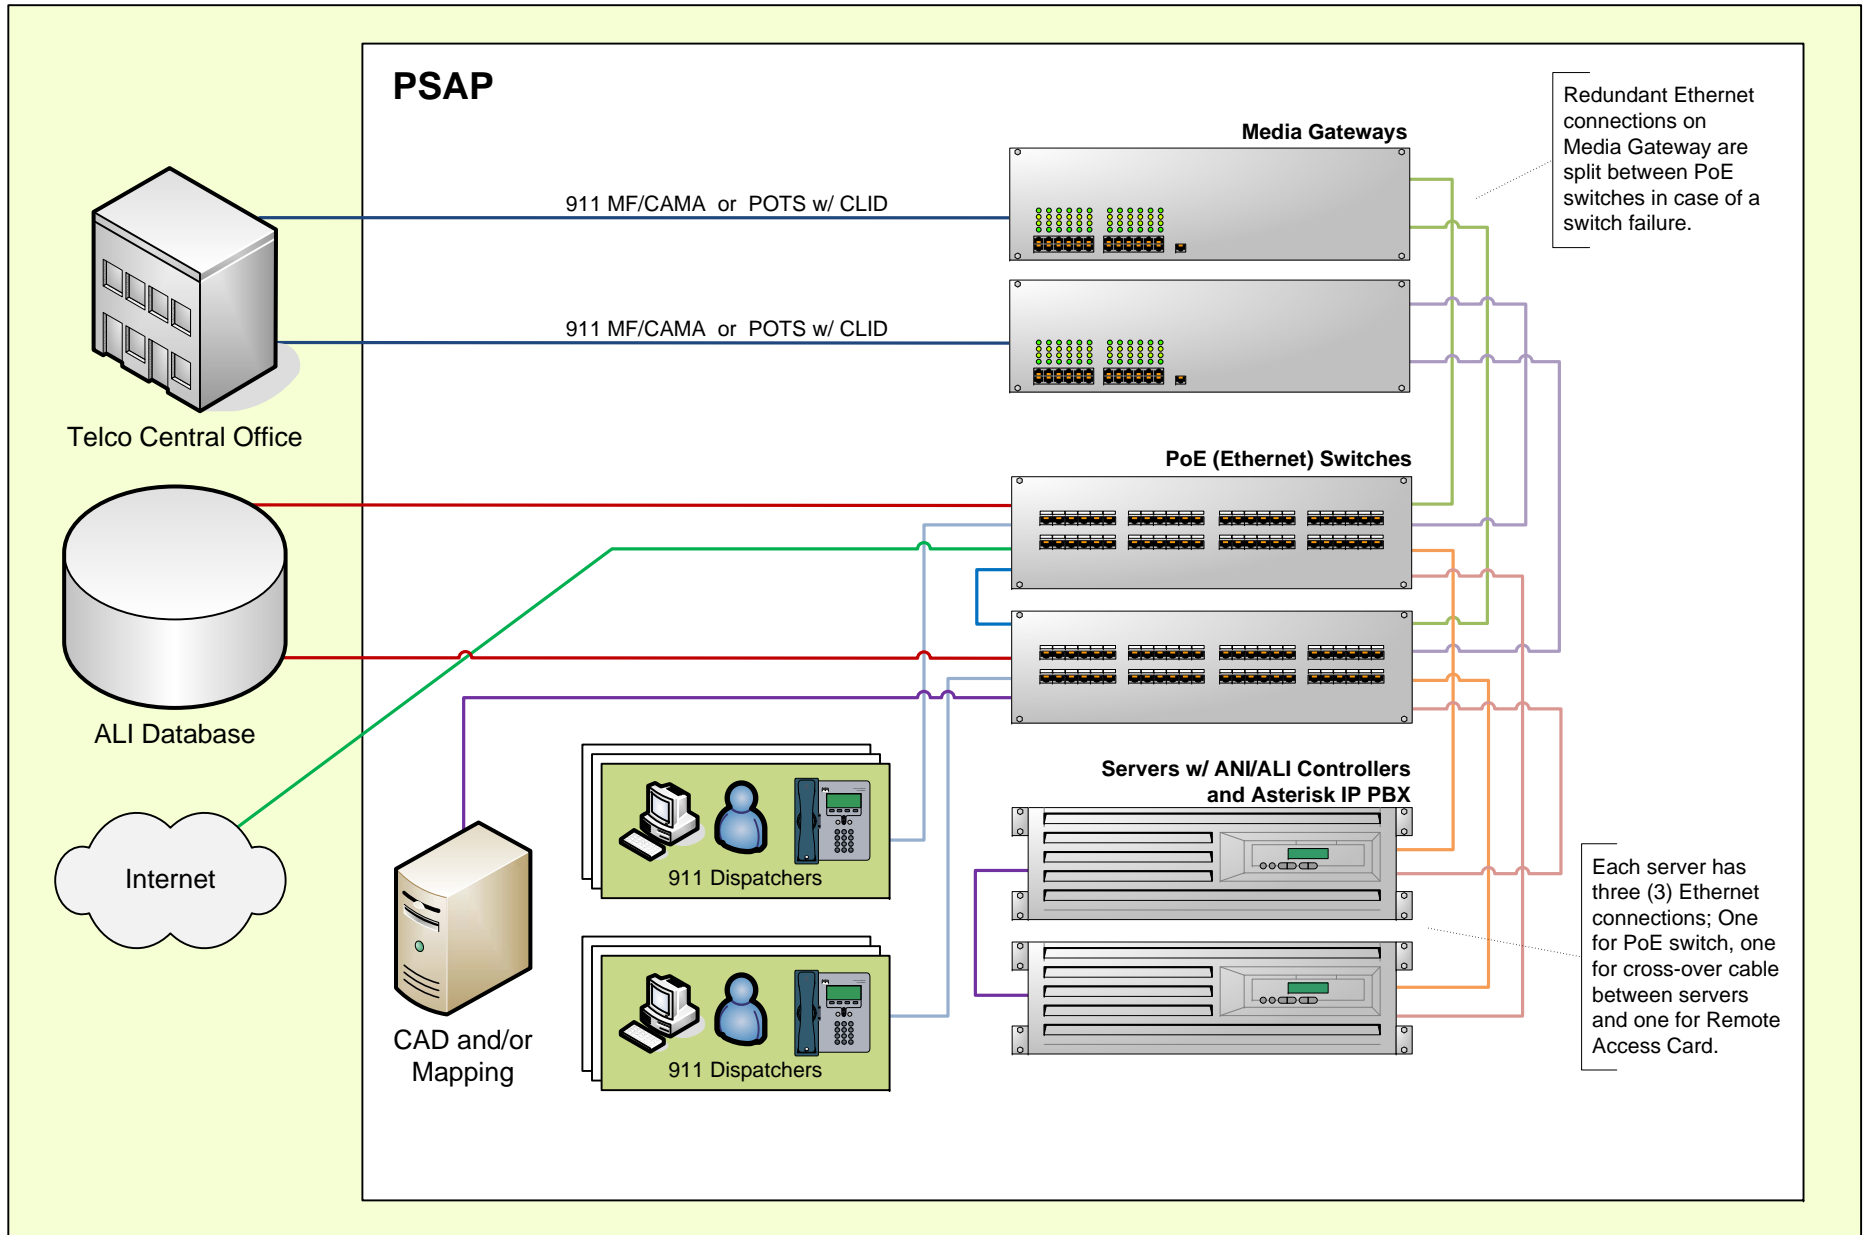 PSAP
Media Gateways
Redundant Ethernet
connections on
Media Gateway are
split between PoE
switches in case of a
switch failure.
911 MF/CAMA  or  POTS w/ CLID
911 MF/CAMA  or  POTS w/ CLID
Telco Central Office
PoE (Ethernet) Switches
ALI Database
Servers w/ ANI/ALI Controllers
and Asterisk IP PBX
Internet
911 Dispatchers
Each server has
three (3) Ethernet
connections; One
for PoE switch, one
for cross-over cable
between servers
and one for Remote
Access Card.
CAD and/or
Mapping
911 Dispatchers